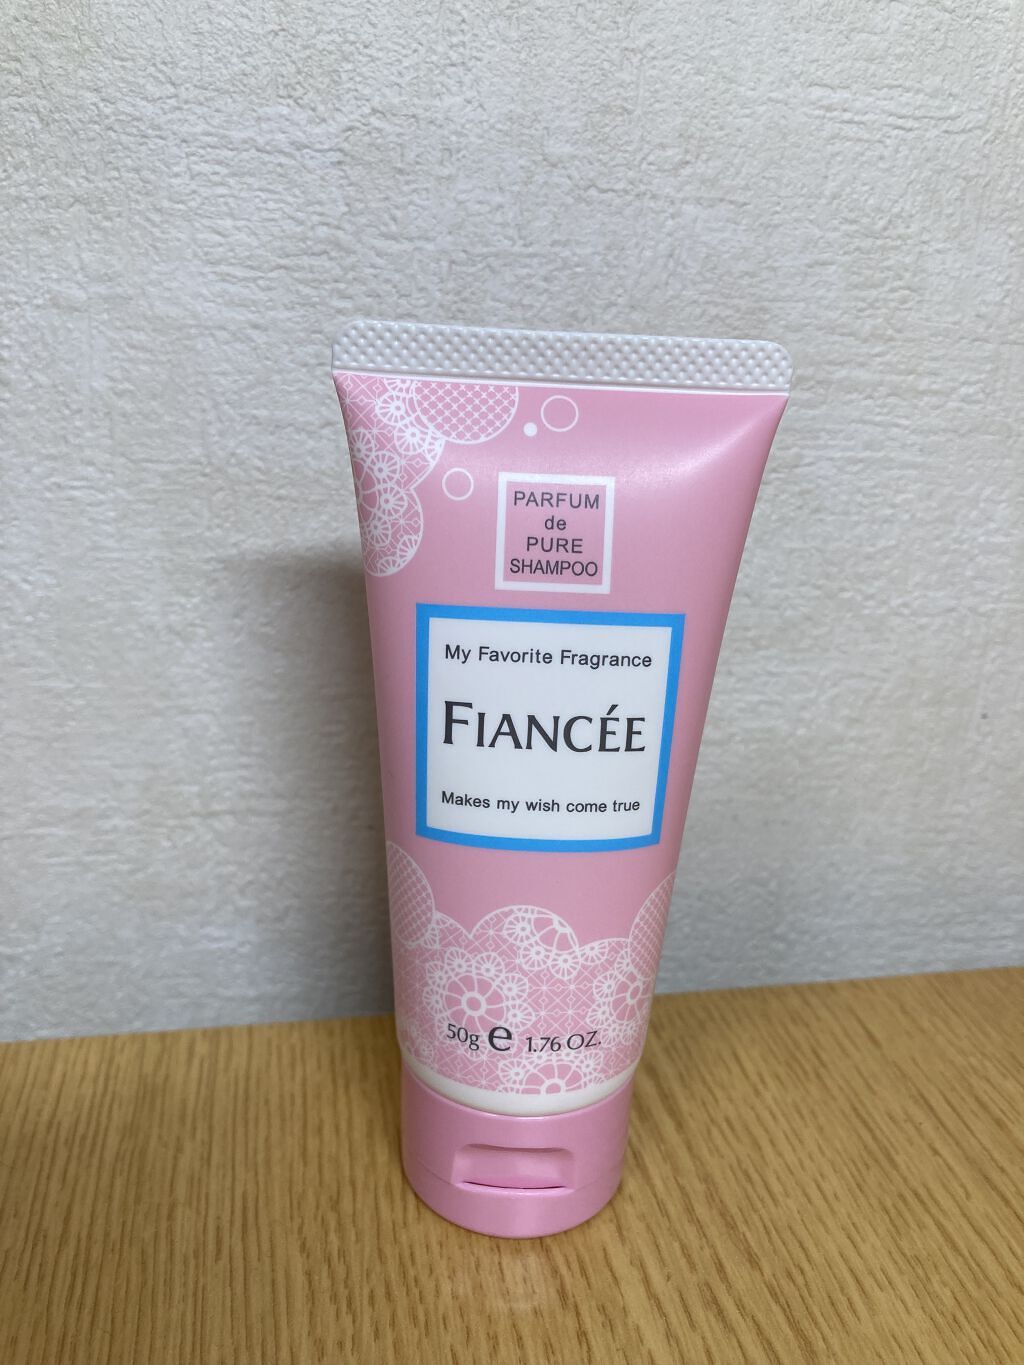 PARFUM
de
PURE
SHAMPOO
My Favorite Fragrance
FIANCÉE
Makes my wish come true
50g e 1.76 OZ.